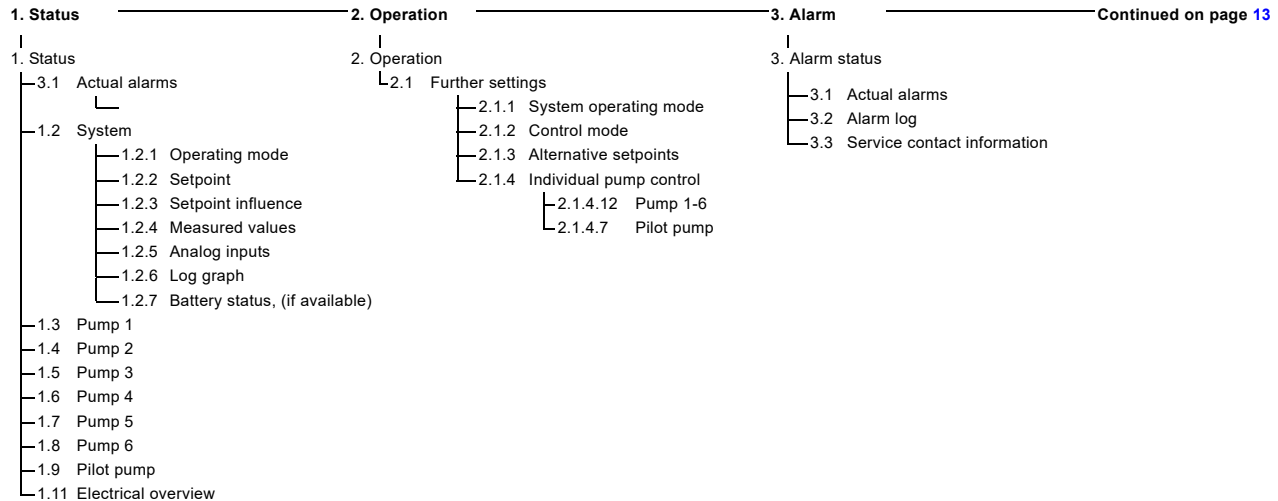 1. Status 2. Operation 3. Alarm Continued on page 13
1. Status
3.1 Actual alarms
1.2 System
1.2.1 Operating mode
1.2.2 Setpoint
1.2.3 Setpoint influence
1.2.4 Measured values
1.2.5 Analog inputs
1.2.6 Log graph
1.2.7 Battery status, (if available)
1.3 Pump 1
1.4 Pump 2
1.5 Pump 3
1.6 Pump 4
1.7 Pump 5
1.8 Pump 6
1.9 Pilot pump
1.11 Electrical overview
2. Operation
2.1 Further settings
2.1.1 System operating mode
2.1.2 Control mode
2.1.3 Alternative setpoints
2.1.4 Individual pump control
2.1.4.12 Pump 1-6
2.1.4.7 Pilot pump
3. Alarm status
3.1 Actual alarms
3.2 Alarm log
3.3 Service contact information